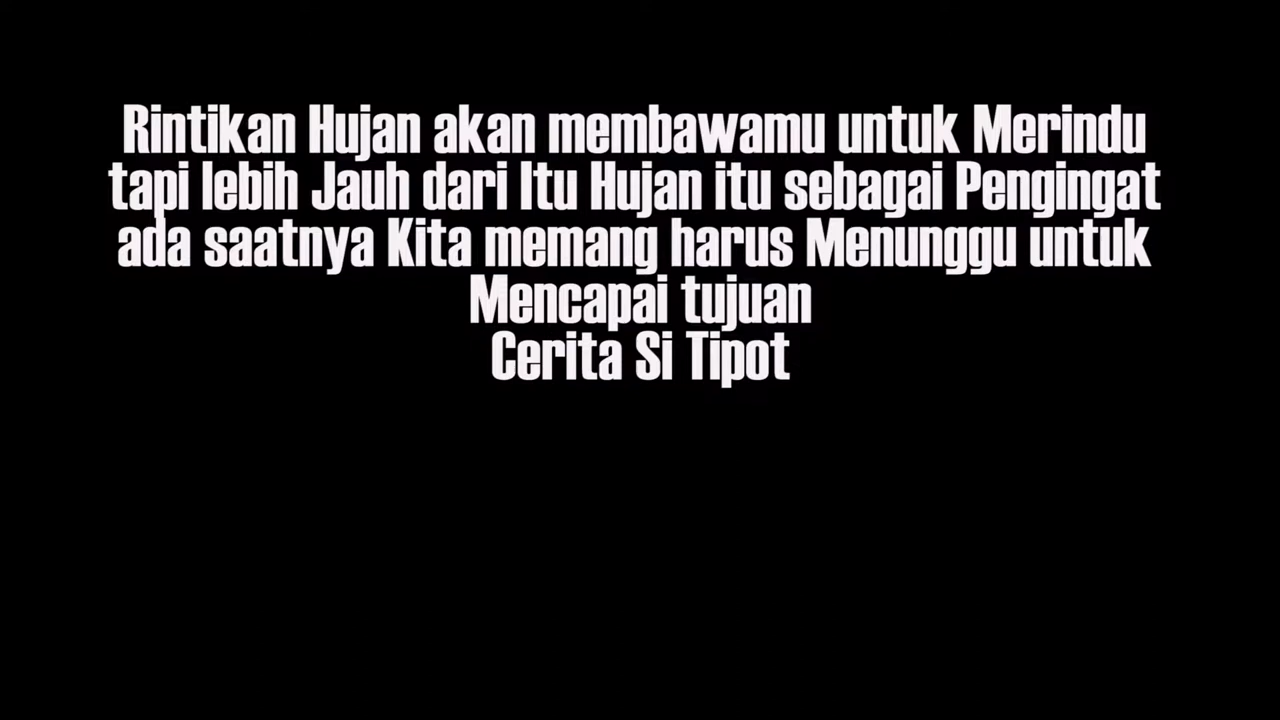 Rintikan Hujan akan membawamu untuk Merindu
tapi lebih Jauh dari Itu Hujan itu sebagai Pengingat
ada saatnya Kita memang harus Menunggu untuk
Mencapai tujuan
Cerita Si Tipot